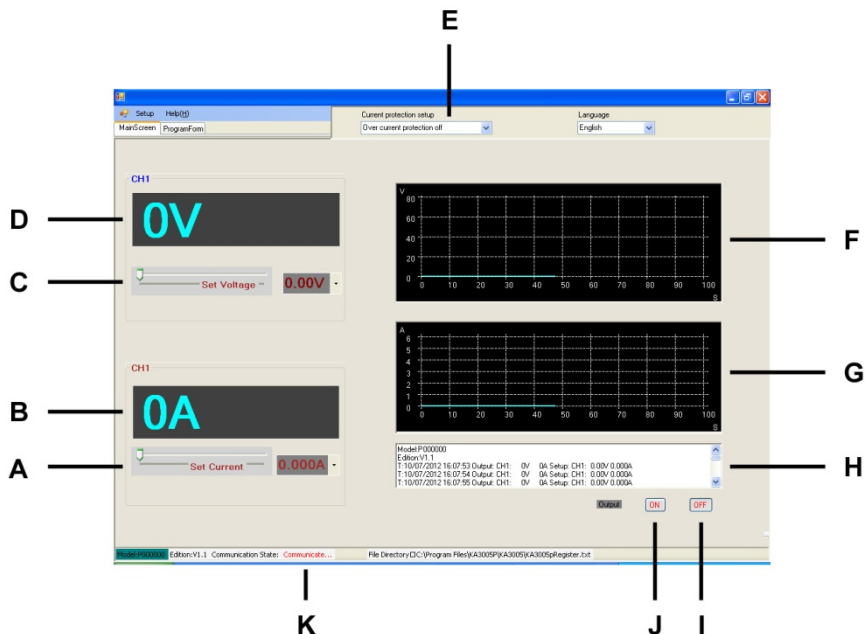 E
Setup Help(H)
Current protection setup
Language
MainScreen ProgramForm
Over current protection off
English
CH1
0V
D
C
Set Voltage
0.00V
V
80
60
40
20
0
0 10 20 30 40 50 60 70 80 90 100
S
F
CH1
0A
B
A
Set Current
0.000A
A
6
5
4
3
2
1
0
0 10 20 30 40 50 60 70 80 90 100
S
G
Model:P000000
Edition:V1.1
T:10/07/2012 16:07:53 Output: CH1: 0V 0A Setup: CH1: 0.00V 0.000A
T:10/07/2012 16:07:54 Output: CH1: 0V 0A Setup: CH1: 0.00V 0.000A
T:10/07/2012 16:07:55 Output: CH1: 0V 0A Setup: CH1: 0.00V 0.000A
H
Output ON OFF
Model:P000000 Edition:V1.1 Communication State: Communicate... File Directory□C:\Program Files\KA3005P\KA3005\KA3005pRegister.txt
K J I